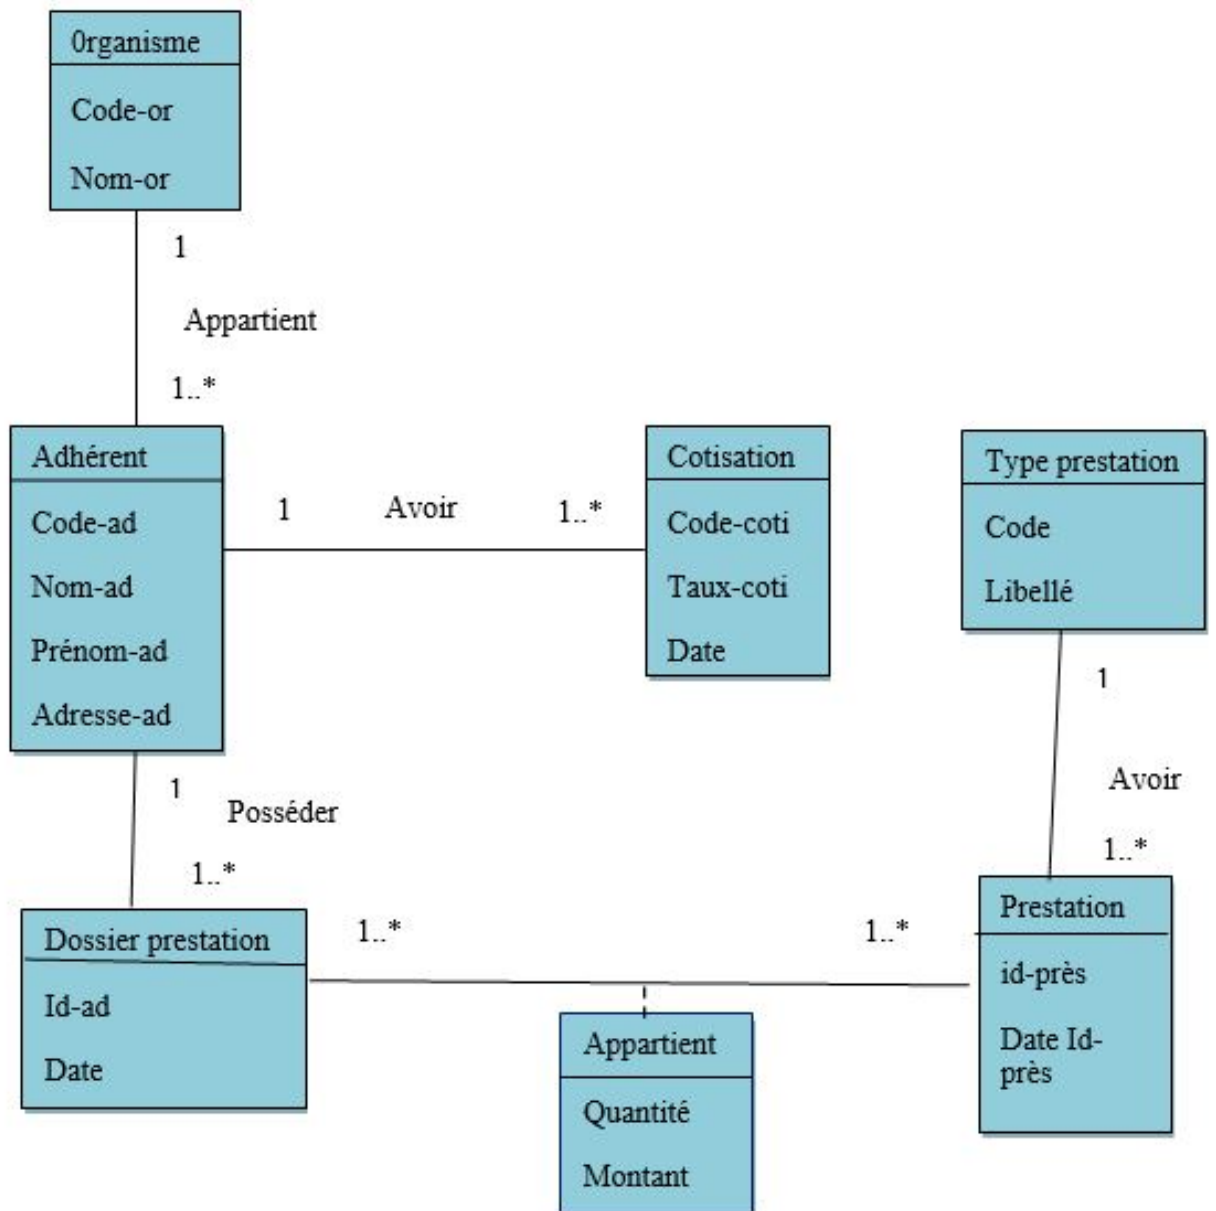 0rganisme
Code-or
Nom-or
1
Appartient
1..*
Adhérent
Code-ad
Nom-ad
Prénom-ad
Adresse-ad
1
Avoir
1..*
Cotisation
Code-coti
Taux-coti
Date
Type prestation
Code
Libellé
1
Avoir
1..*
1
Posséder
1..*
Dossier prestation
Id-ad
Date
1..*
1..*
Prestation
id-près
Date Id-
près
Appartient
Quantité
Montant